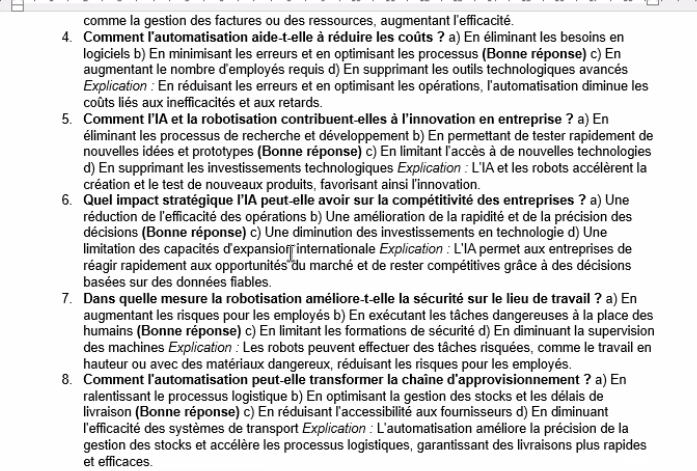 comme la gestion des factures ou des ressources, augmentant l'efficacité.
4. Comment l'automatisation aide-t-elle à réduire les coûts ? a) En éliminant les besoins en
logiciels b) En minimisant les erreurs et en optimisant les processus (Bonne réponse) c) En
augmentant le nombre d'employés requis d) En supprimant les outils technologiques avancés
Explication : En réduisant les erreurs et en optimisant les opérations, l'automatisation diminue les
coûts liés aux inefficacités et aux retards.
5. Comment l'IA et la robotisation contribuent-elles à l'innovation en entreprise ? a) En
éliminant les processus de recherche et développement b) En permettant de tester rapidement de
nouvelles idées et prototypes (Bonne réponse) c) En limitant l'accès à de nouvelles technologies
d) En supprimant les investissements technologiques Explication : L'IA et les robots accélèrent la
création et le test de nouveaux produits, favorisant ainsi l'innovation.
6. Quel impact stratégique l'IA peut-elle avoir sur la compétitivité des entreprises ? a) Une
réduction de l'efficacité des opérations b) Une amélioration de la rapidité et de la précision des
décisions (Bonne réponse) c) Une diminution des investissements en technologie d) Une
limitation des capacités d'expansion internationale Explication : L'IA permet aux entreprises de
réagir rapidement aux opportunités du marché et de rester compétitives grâce à des décisions
basées sur des données fiables.
7. Dans quelle mesure la robotisation améliore-t-elle la sécurité sur le lieu de travail ? a) En
augmentant les risques pour les employés b) En exécutant les tâches dangereuses à la place des
humains (Bonne réponse) c) En limitant les formations de sécurité d) En diminuant la supervision
des machines Explication : Les robots peuvent effectuer des tâches risquées, comme le travail en
hauteur ou avec des matériaux dangereux, réduisant les risques pour les employés.
8. Comment l'automatisation peut-elle transformer la chaîne d'approvisionnement ? a) En
ralentissant le processus logistique b) En optimisant la gestion des stocks et les délais de
livraison (Bonne réponse) c) En réduisant l'accessibilité aux fournisseurs d) En diminuant
l'efficacité des systèmes de transport Explication : L'automatisation améliore la précision de la
gestion des stocks et accélère les processus logistiques, garantissant des livraisons plus rapides
et efficaces.